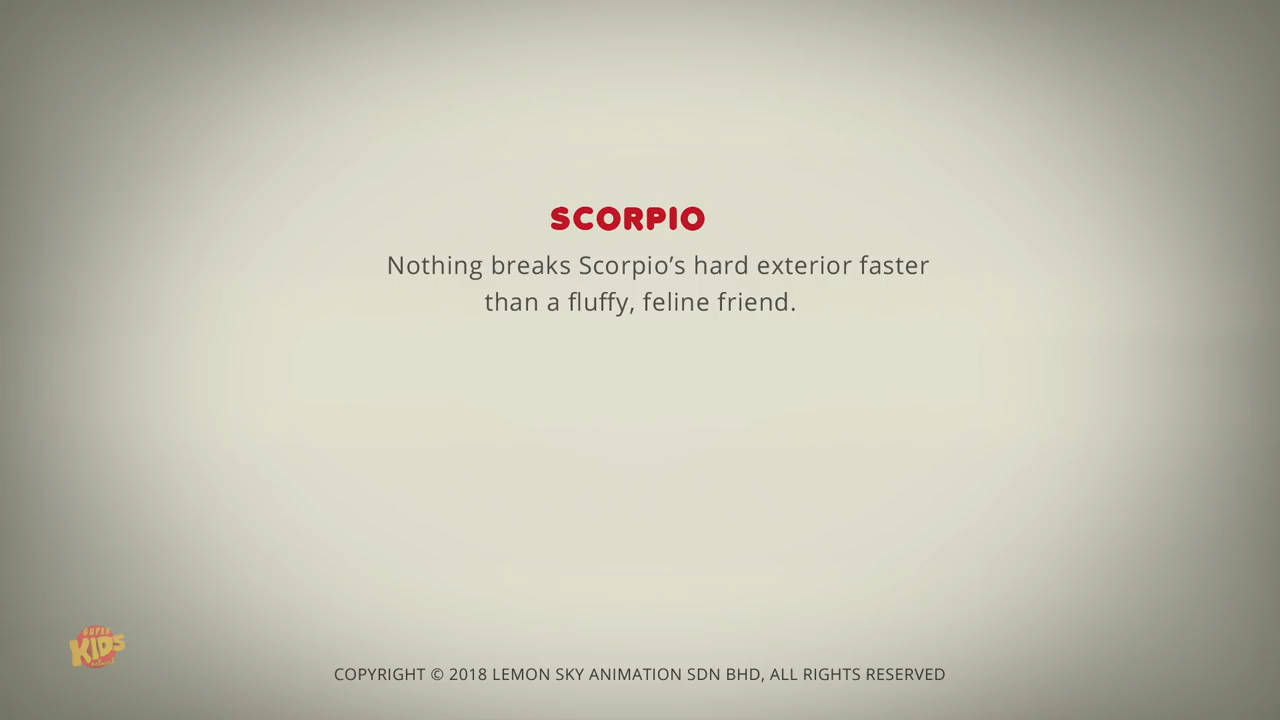 SCORPIO
Nothing breaks Scorpio’s hard exterior faster
than a fluffy, feline friend.
SUPER
KIDS
COPYRIGHT © 2018 LEMON SKY ANIMATION SDN BHD, ALL RIGHTS RESERVED